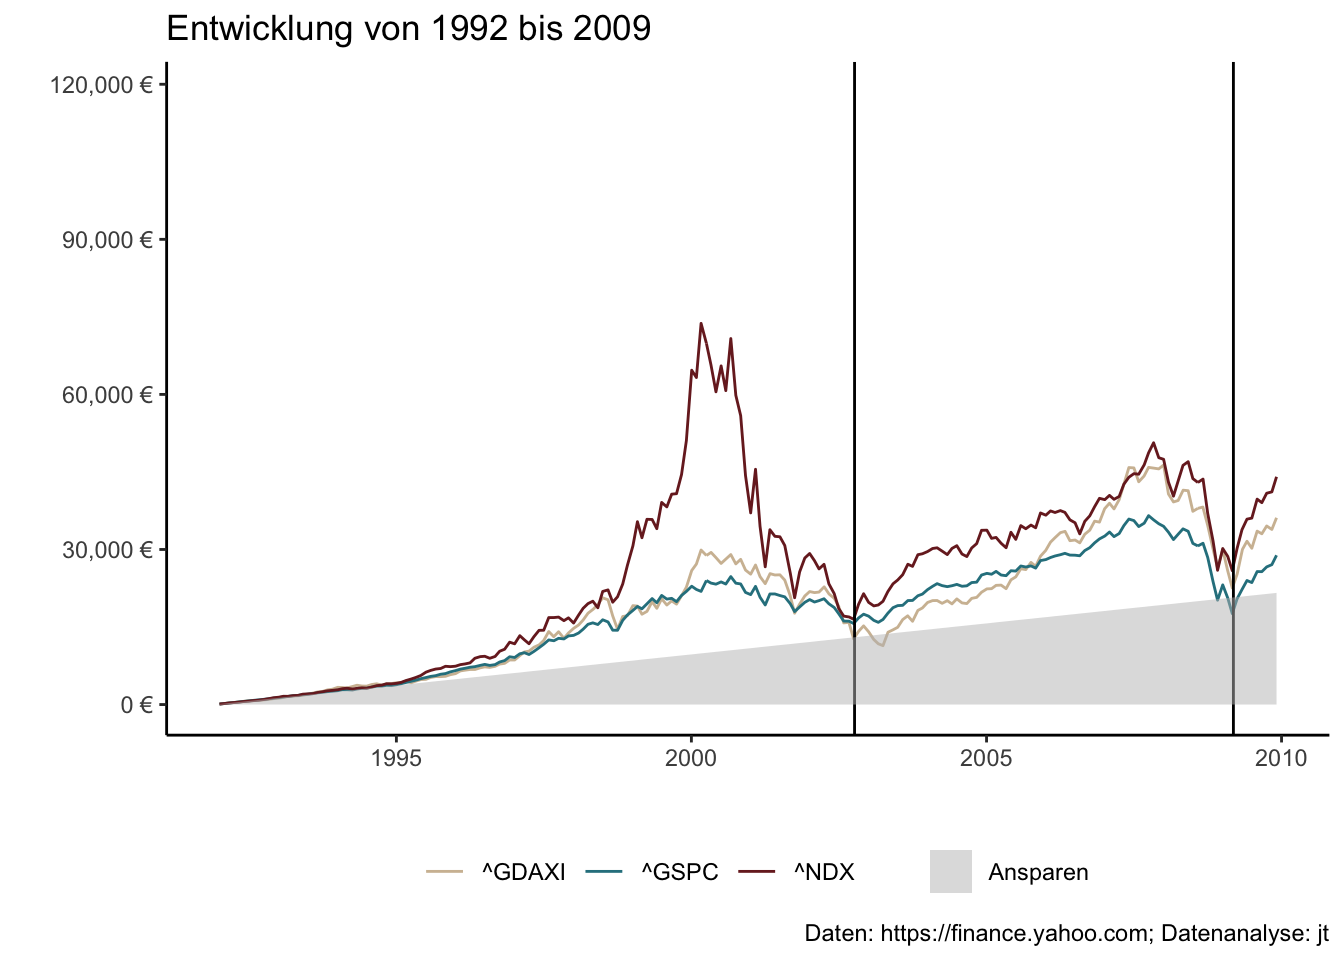 Entwicklung von 1992 bis 2009
120,000 €
90,000 €
60,000 €
30,000 €
0 €
1995 2000 2005 2010
^GDAXI ^GSPC ^NDX Ansparen
Daten: https://finance.yahoo.com; Datenanalyse: jt